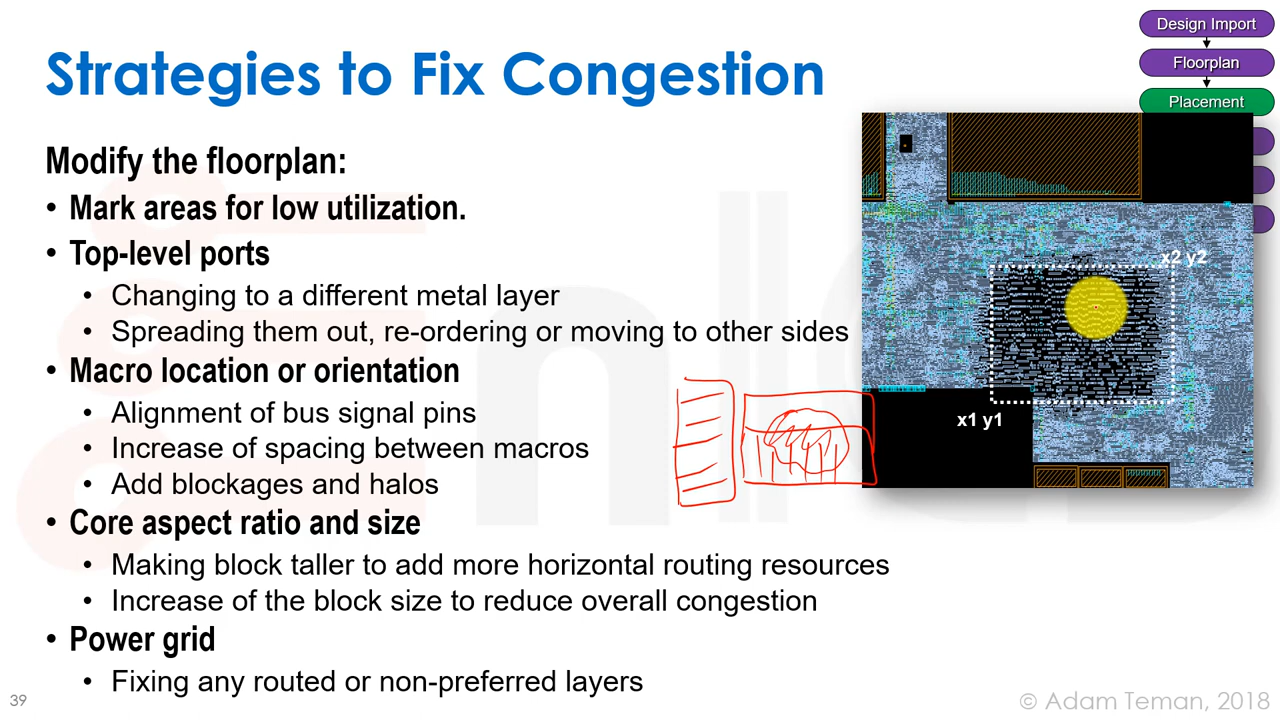 Strategies to Fix Congestion
Design Import
Floorplan
Placement
Modify the floorplan:
• Mark areas for low utilization.
• Top-level ports
• Changing to a different metal layer
• Spreading them out, re-ordering or moving to other sides
• Macro location or orientation
• Alignment of bus signal pins
• Increase of spacing between macros
• Add blockages and halos
• Core aspect ratio and size
• Making block taller to add more horizontal routing resources
• Increase of the block size to reduce overall congestion
• Power grid
• Fixing any routed or non-preferred layers
x2 y2
x1 y1
39
© Adam Teman, 2018